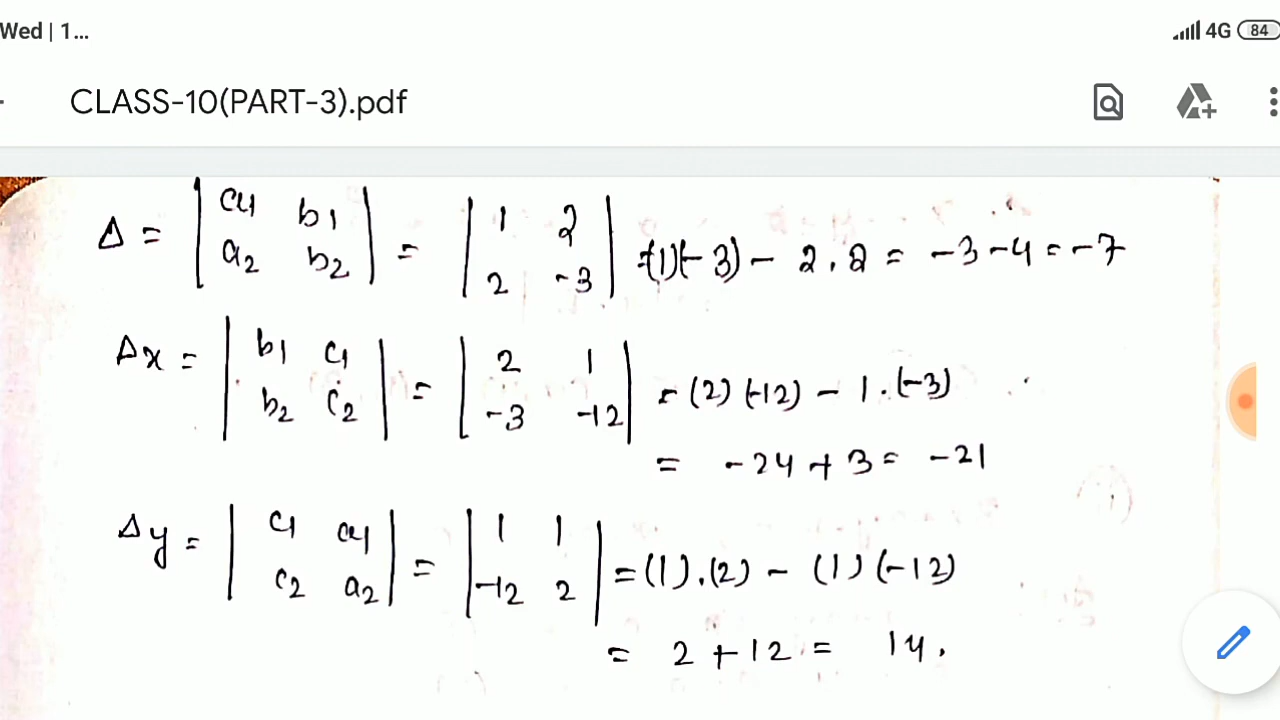 Wed | 1...
4G 84
CLASS-10(PART-3).pdf
Δ = | a1 b1 | = | 1 2 | =(1)(-3) - 2.2 = -3-4=-7
| a2 b2 | | 2 -3 |
Δx = | b1 c1 | = | 2 1 | = (2)(-12) - 1.(-3)
| b2 c2 | | -3 -12 |
= -24+3= -21
Δy = | c1 a1 | = | 1 1 | =(1).(2) - (1)(-12)
| c2 a2 | | -12 2 |
= 2+12 = 14.